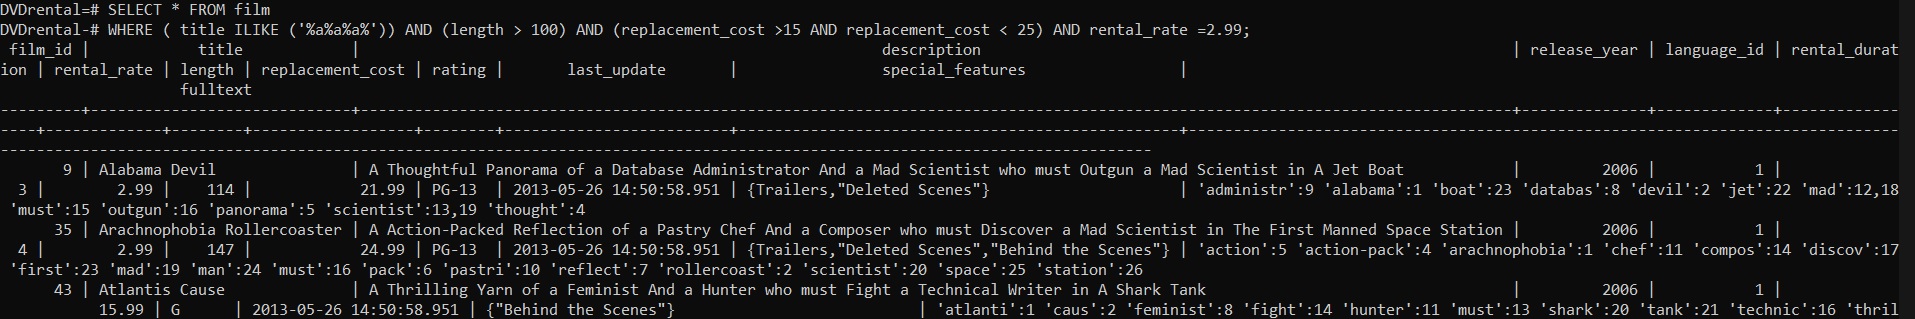 DVDrental=# SELECT * FROM film
DVDrental-# WHERE ( title ILIKE ('%a%a%a%')) AND (length > 100) AND (replacement_cost >15 AND replacement_cost < 25) AND rental_rate =2.99;
film_id | title | description | release_year | language_id | rental_durat
ion | rental_rate | length | replacement_cost | rating | last_update | special_features |
fulltext
---------+----------------------------+---------------------------------------------------------------------------------------------------------------------------+--------------+-------------+-------------
----+-------------+--------+------------------+--------+-------------------------+------------------------------------------------+----------------------------------------------------------------------------
---------------------------------------------------------------------------------------------------------------------------
9 | Alabama Devil | A Thoughtful Panorama of a Database Administrator And a Mad Scientist who must Outgun a Mad Scientist in A Jet Boat | 2006 | 1 |
3 | 2.99 | 114 | 21.99 | PG-13 | 2013-05-26 14:50:58.951 | {Trailers,"Deleted Scenes"} | 'administr':9 'alabama':1 'boat':23 'databas':8 'devil':2 'jet':22 'mad':12,18
'must':15 'outgun':16 'panorama':5 'scientist':13,19 'thought':4
35 | Arachnophobia Rollercoaster | A Action-Packed Reflection of a Pastry Chef And a Composer who must Discover a Mad Scientist in The First Manned Space Station | 2006 | 1 |
4 | 2.99 | 147 | 24.99 | PG-13 | 2013-05-26 14:50:58.951 | {Trailers,"Deleted Scenes","Behind the Scenes"} | 'action':5 'action-pack':4 'arachnophobia':1 'chef':11 'compos':14 'discov':17
'first':23 'mad':19 'man':24 'must':16 'pack':6 'pastri':10 'reflect':7 'rollercoast':2 'scientist':20 'space':25 'station':26
43 | Atlantis Cause | A Thrilling Yarn of a Feminist And a Hunter who must Fight a Technical Writer in A Shark Tank | 2006 | 1 |
15.99 | G | 2013-05-26 14:50:58.951 | {"Behind the Scenes"} | 'atlanti':1 'caus':2 'feminist':8 'fight':14 'hunter':11 'must':13 'shark':20 'tank':21 'technic':16 'thril